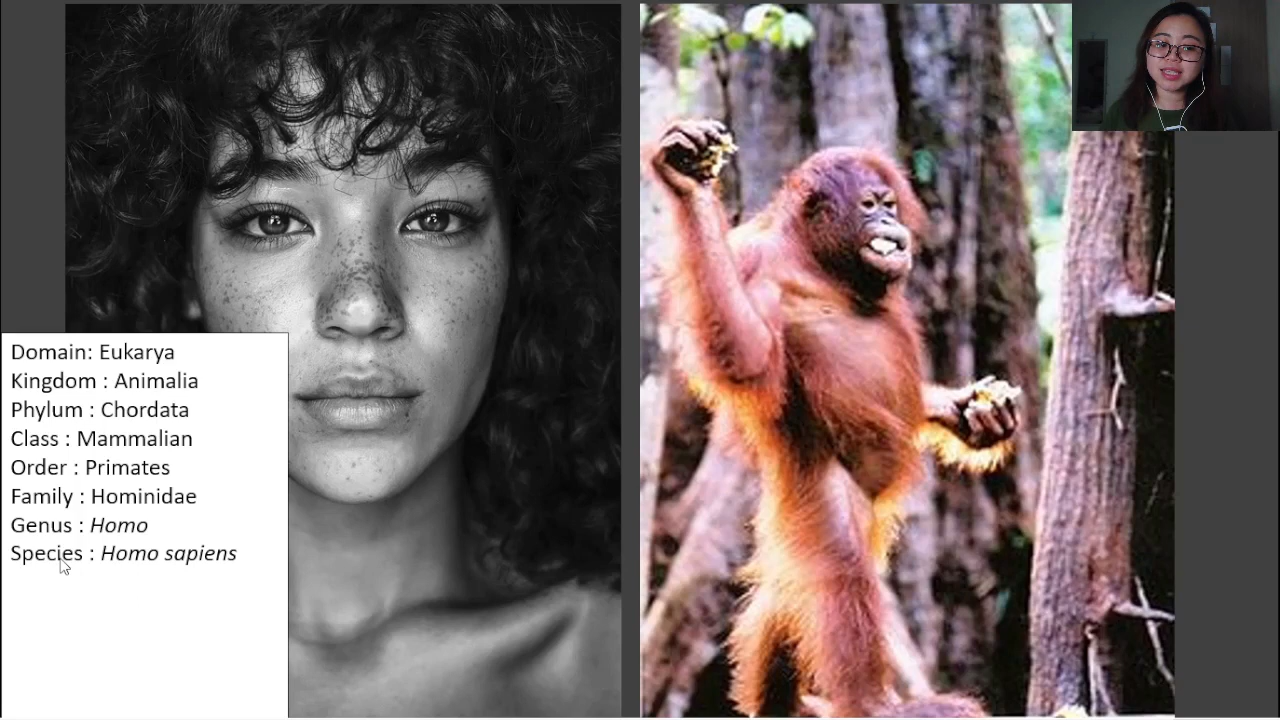 Domain: Eukarya
Kingdom : Animalia
Phylum : Chordata
Class : Mammalian
Order : Primates
Family : Hominidae
Genus : Homo
Species : Homo sapiens